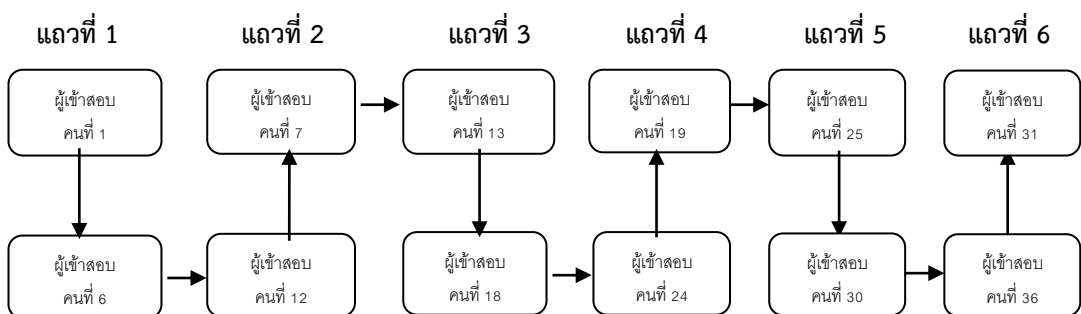 แถวที่ 1 แถวที่ 2 แถวที่ 3 แถวที่ 4 แถวที่ 5 แถวที่ 6
ผู้เข้าสอบ
คนที่ 1
ผู้เข้าสอบ
คนที่ 7
ผู้เข้าสอบ
คนที่ 13
ผู้เข้าสอบ
คนที่ 19
ผู้เข้าสอบ
คนที่ 25
ผู้เข้าสอบ
คนที่ 31
ผู้เข้าสอบ
คนที่ 6
ผู้เข้าสอบ
คนที่ 12
ผู้เข้าสอบ
คนที่ 18
ผู้เข้าสอบ
คนที่ 24
ผู้เข้าสอบ
คนที่ 30
ผู้เข้าสอบ
คนที่ 36